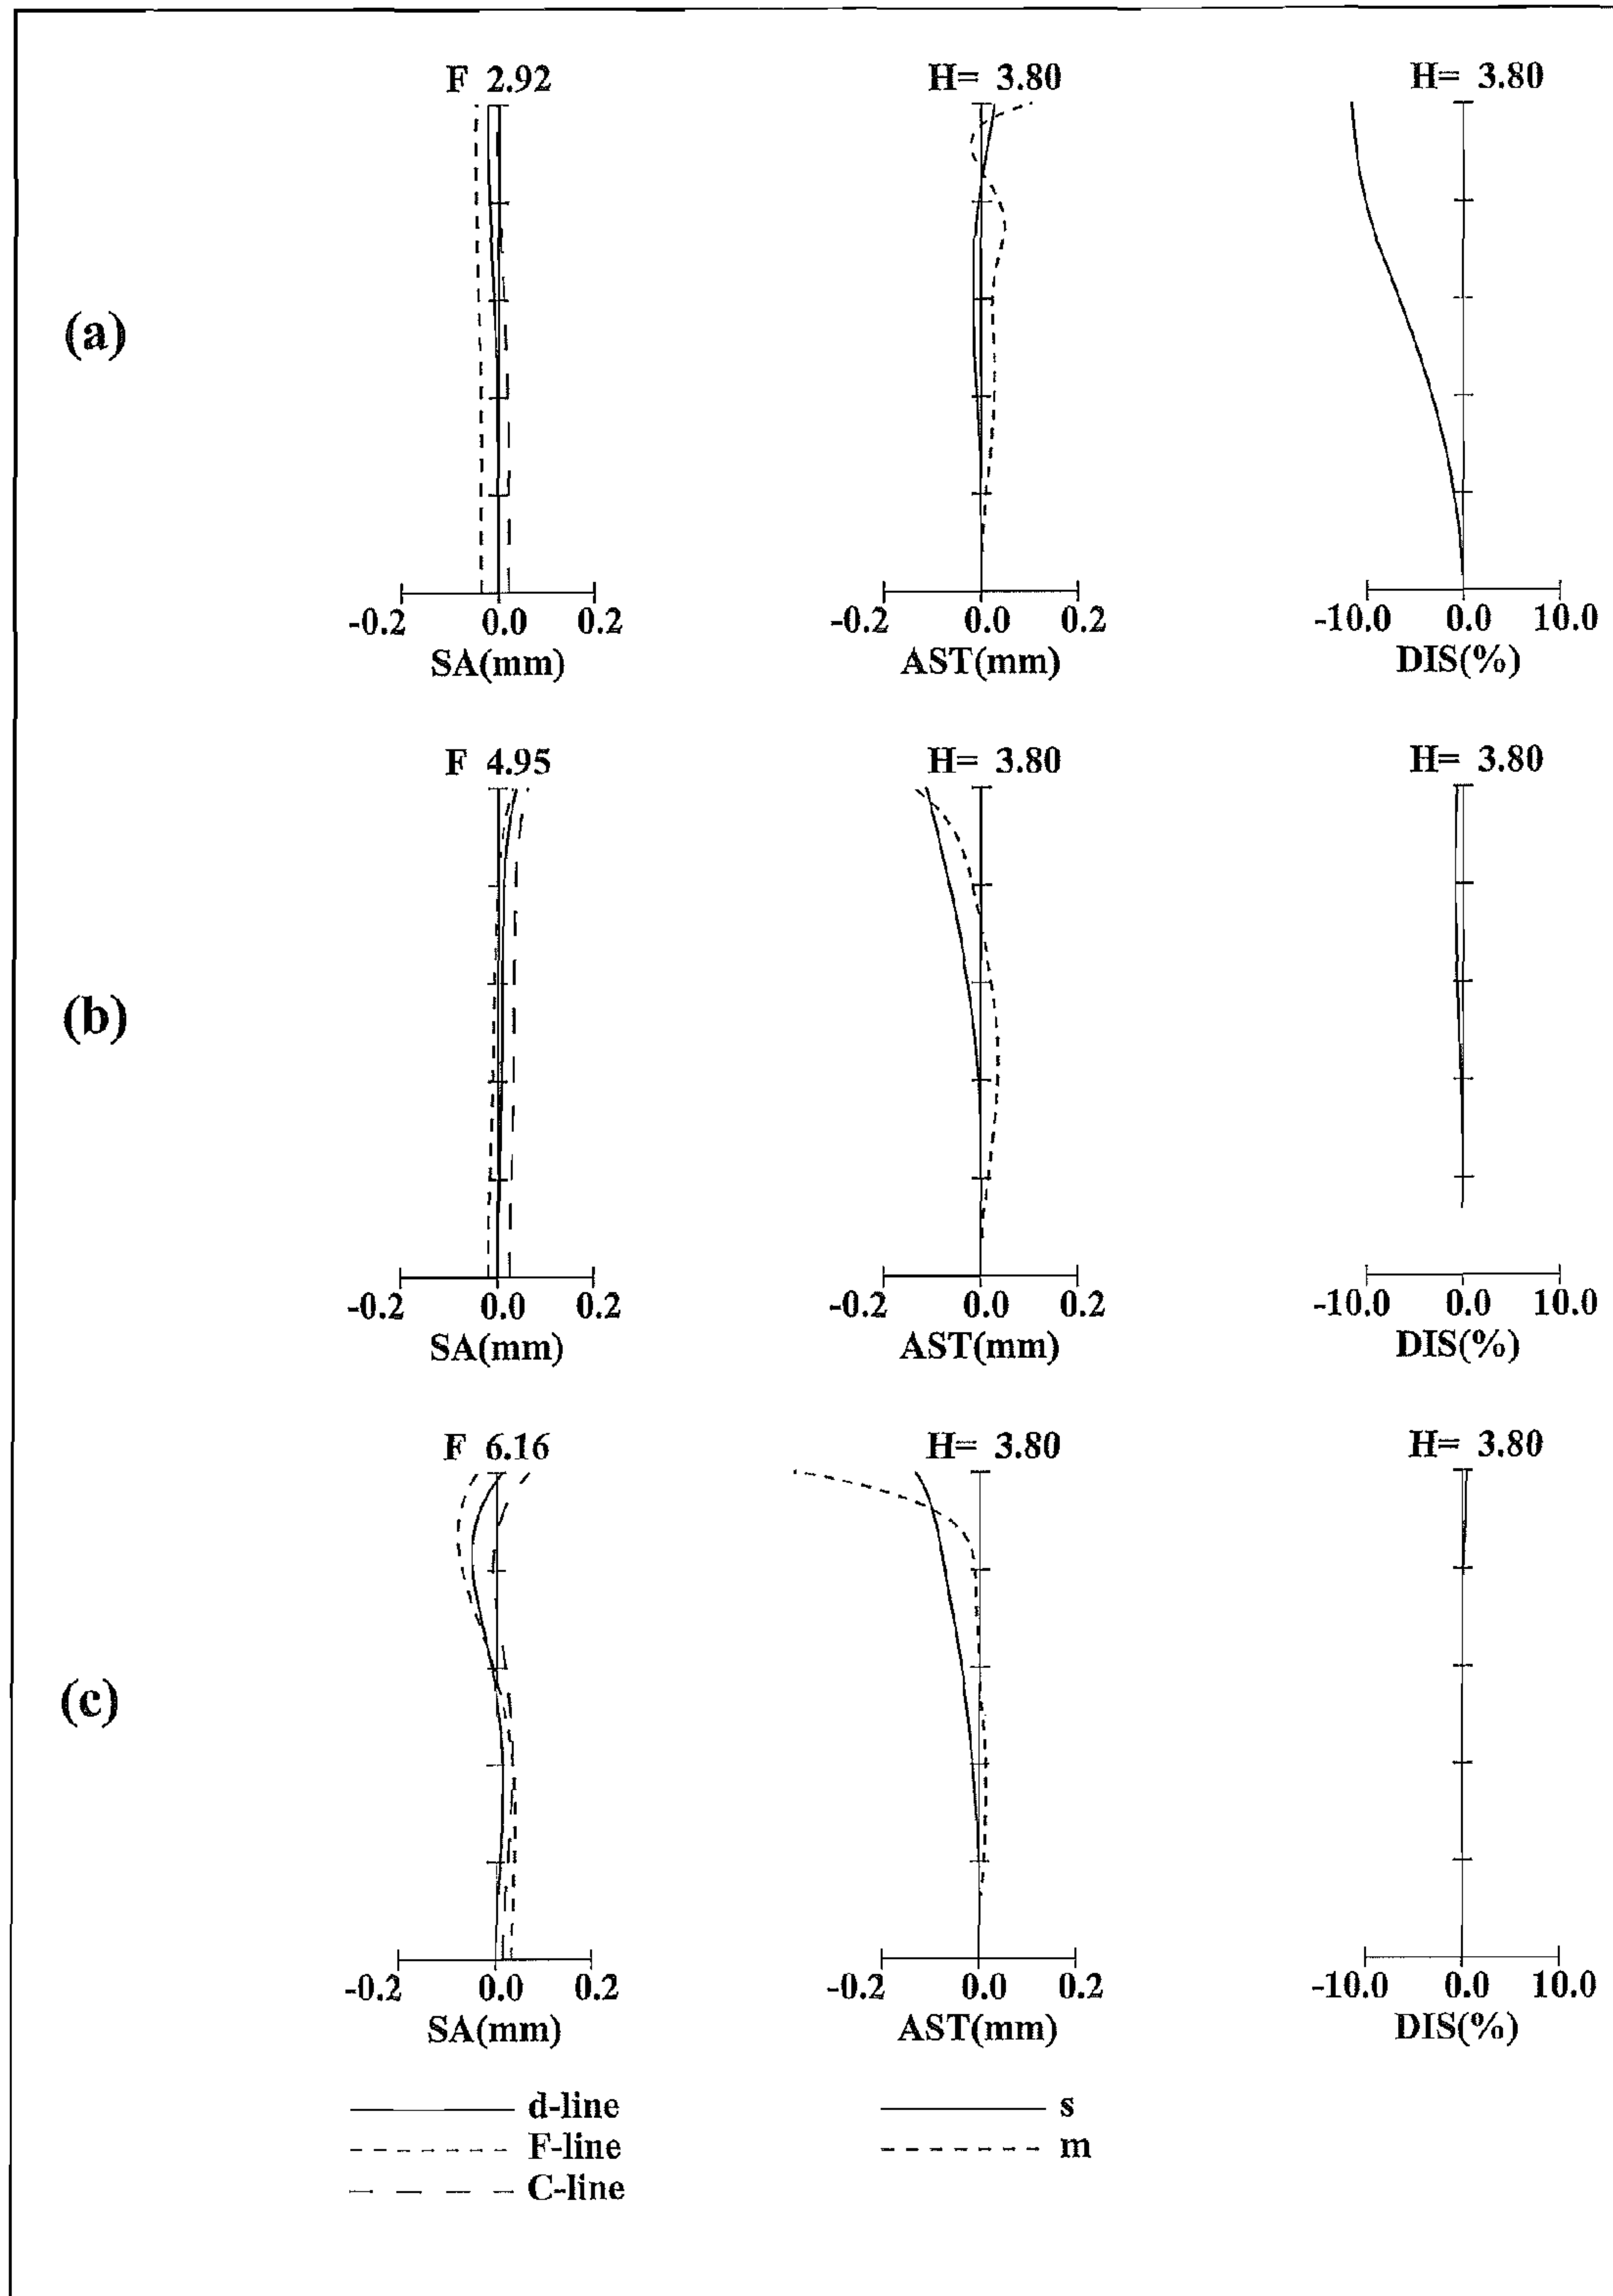 F 2.92 H= 3.80 H= 3.80
(a)
-0.2 0.0 0.2 -0.2 0.0 0.2 -10.0 0.0 10.0
SA(mm) AST(mm) DIS(%)
F 4.95 H= 3.80 H= 3.80
(b)
-0.2 0.0 0.2 -0.2 0.0 0.2 -10.0 0.0 10.0
SA(mm) AST(mm) DIS(%)
F 6.16 H= 3.80 H= 3.80
(c)
-0.2 0.0 0.2 -0.2 0.0 0.2 -10.0 0.0 10.0
SA(mm) AST(mm) DIS(%)
d-line s
F-line m
C-line